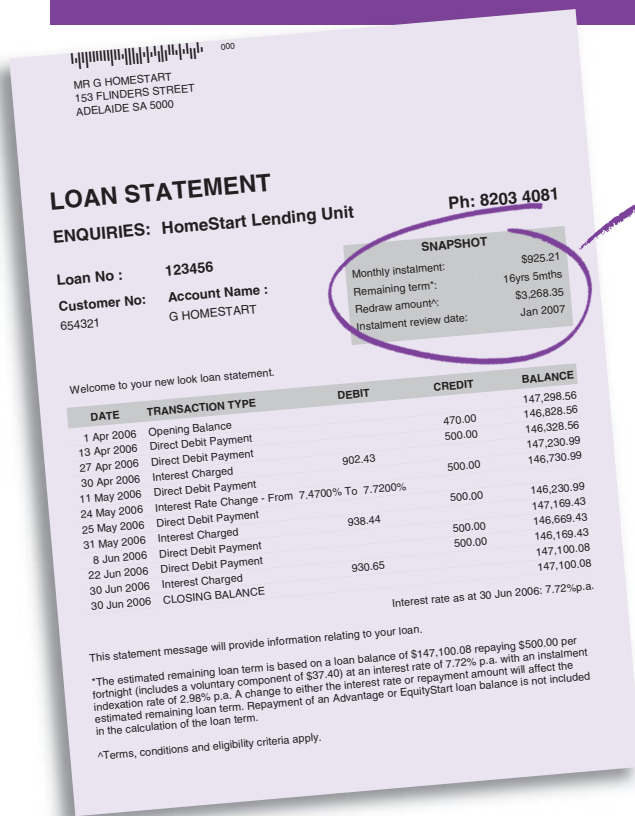 000
MR G HOMESTART
153 FLINDERS STREET
ADELAIDE SA 5000
LOAN STATEMENT
ENQUIRIES: HomeStart Lending Unit
Ph: 8203 4081
Loan No : 123456
Customer No: Account Name :
654321 G HOMESTART
SNAPSHOT
Monthly instalment: $925.21
Remaining term*: 16yrs 5mths
Redraw amount^: $3,268.35
Instalment review date: Jan 2007
Welcome to your new look loan statement.
DATE TRANSACTION TYPE DEBIT CREDIT BALANCE
1 Apr 2006 Opening Balance 147,298.56
13 Apr 2006 Direct Debit Payment 470.00 146,828.56
27 Apr 2006 Direct Debit Payment 500.00 146,328.56
30 Apr 2006 Interest Charged 902.43 147,230.99
11 May 2006 Direct Debit Payment 500.00 146,730.99
24 May 2006 Interest Rate Change - From 7.4700% To 7.7200%
25 May 2006 Direct Debit Payment 500.00 146,230.99
31 May 2006 Interest Charged 938.44 147,169.43
8 Jun 2006 Direct Debit Payment 500.00 146,669.43
22 Jun 2006 Direct Debit Payment 500.00 146,169.43
30 Jun 2006 Interest Charged 930.65 147,100.08
30 Jun 2006 CLOSING BALANCE 147,100.08
Interest rate as at 30 Jun 2006: 7.72%p.a.
This statement message will provide information relating to your loan.
*The estimated remaining loan term is based on a loan balance of $147,100.08 repaying $500.00 per
fortnight (includes a voluntary component of $37.40) at an interest rate of 7.72% p.a. with an instalment
indexation rate of 2.98% p.a. A change to either the interest rate or repayment amount will affect the
estimated remaining loan term. Repayment of an Advantage or EquityStart loan balance is not included
in the calculation of the loan term.
^Terms, conditions and eligibility criteria apply.